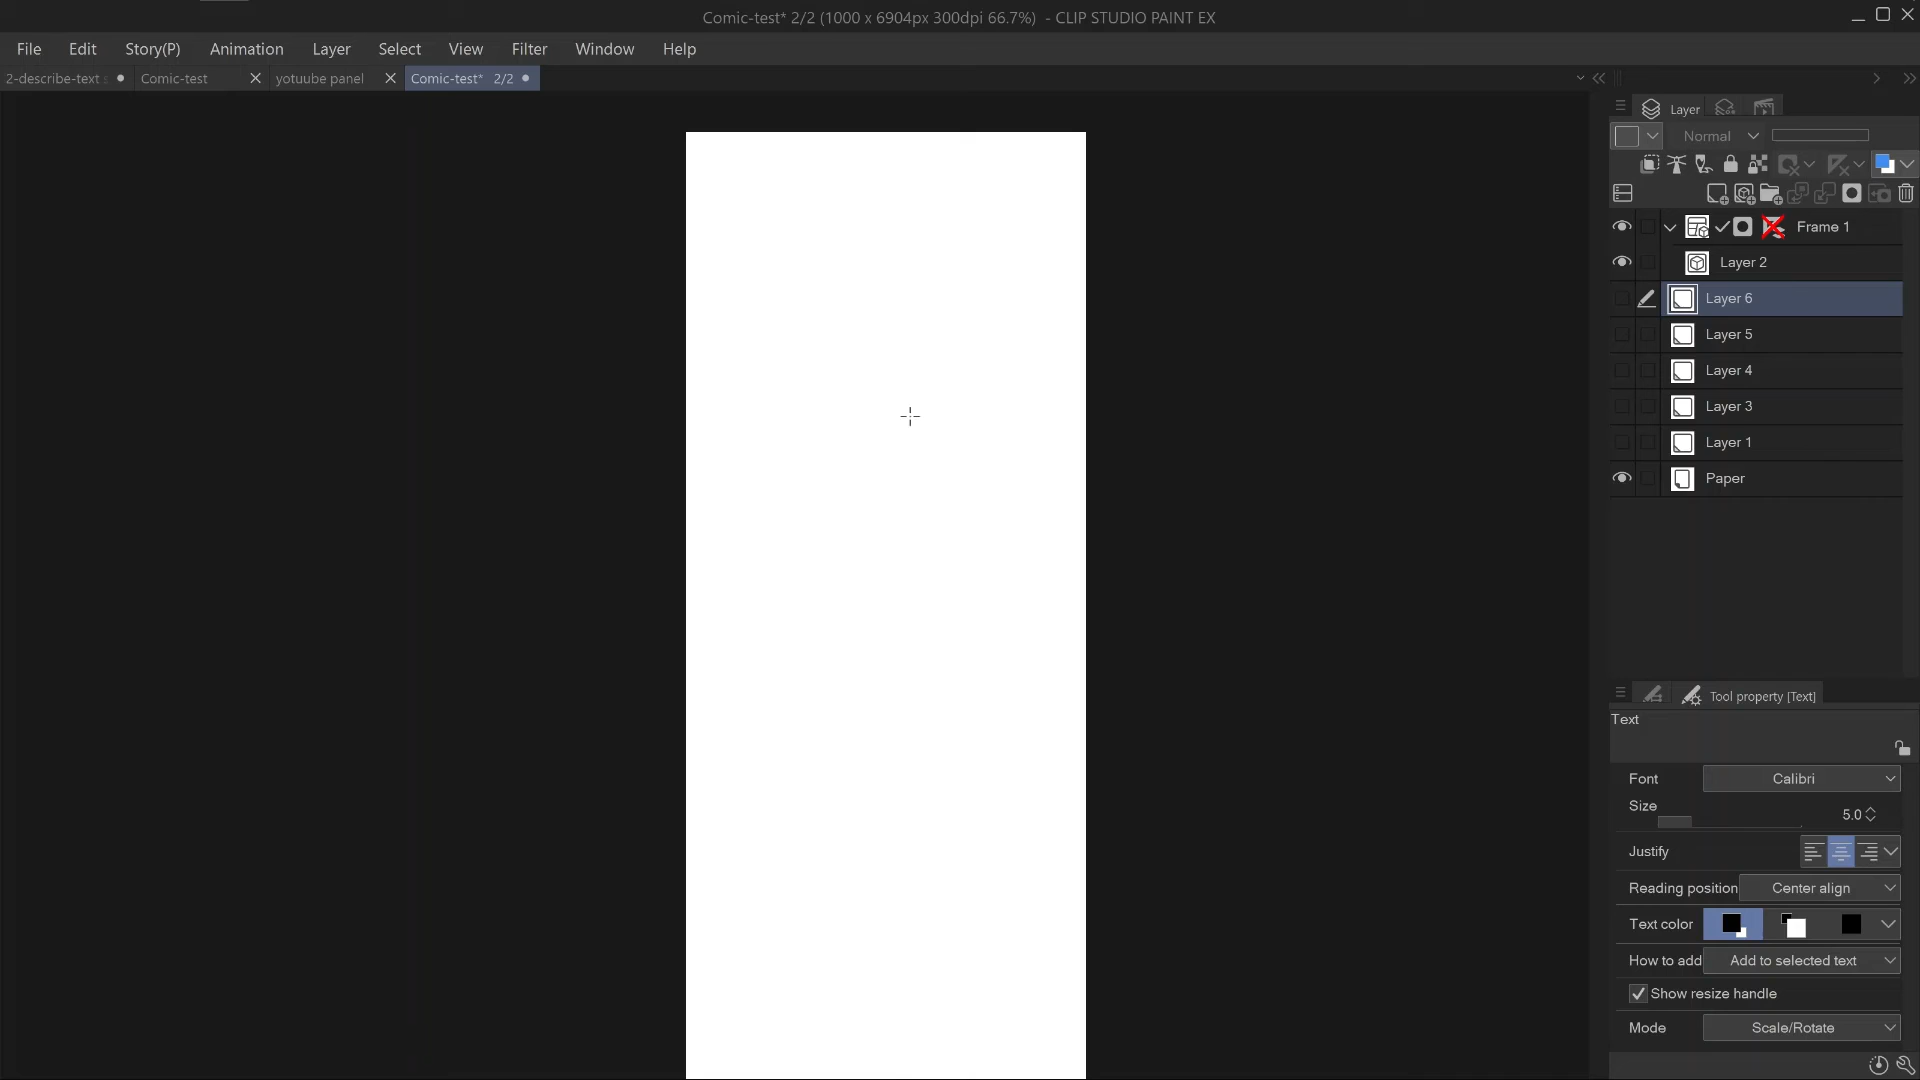 Comic-test* 2/2 (1000 x 6904px 300dpi 66.7%) - CLIP STUDIO PAINT EX
File Edit Story(P) Animation Layer Select View Filter Window Help
2-describe-text Comic-test yotuube panel Comic-test* 2/2
Layer
Normal
Frame 1
Layer 2
Layer 6
Layer 5
Layer 4
Layer 3
Layer 1
Paper
Tool property [Text]
Text
Font Calibri
Size 5.0
Justify
Reading position Center align
Text color
How to add Add to selected text
Show resize handle
Mode Scale/Rotate